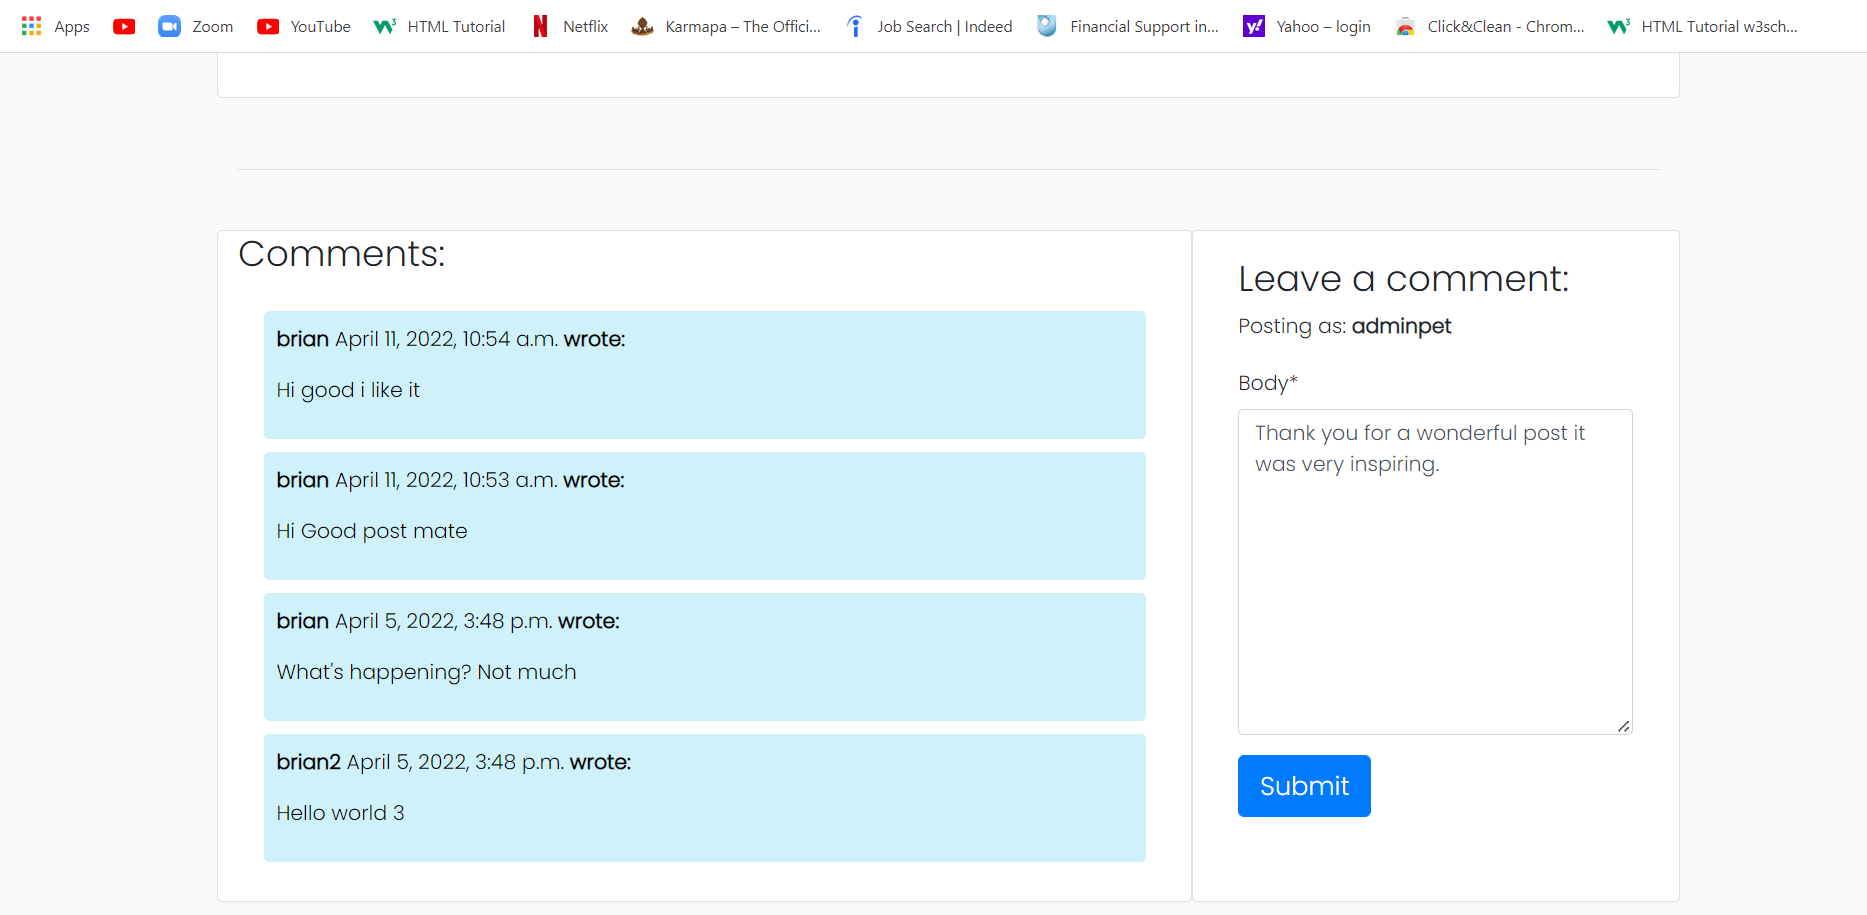 Apps Zoom YouTube HTML Tutorial Netflix Karmapa – The Offici... Job Search | Indeed Financial Support in... Yahoo – login Click&Clean - Chrom... HTML Tutorial w3sch...
Comments:
brian April 11, 2022, 10:54 a.m. wrote:
Hi good i like it
brian April 11, 2022, 10:53 a.m. wrote:
Hi Good post mate
brian April 5, 2022, 3:48 p.m. wrote:
What's happening? Not much
brian2 April 5, 2022, 3:48 p.m. wrote:
Hello world 3
Leave a comment:
Posting as: adminpet
Body*
Thank you for a wonderful post it
was very inspiring.
Submit